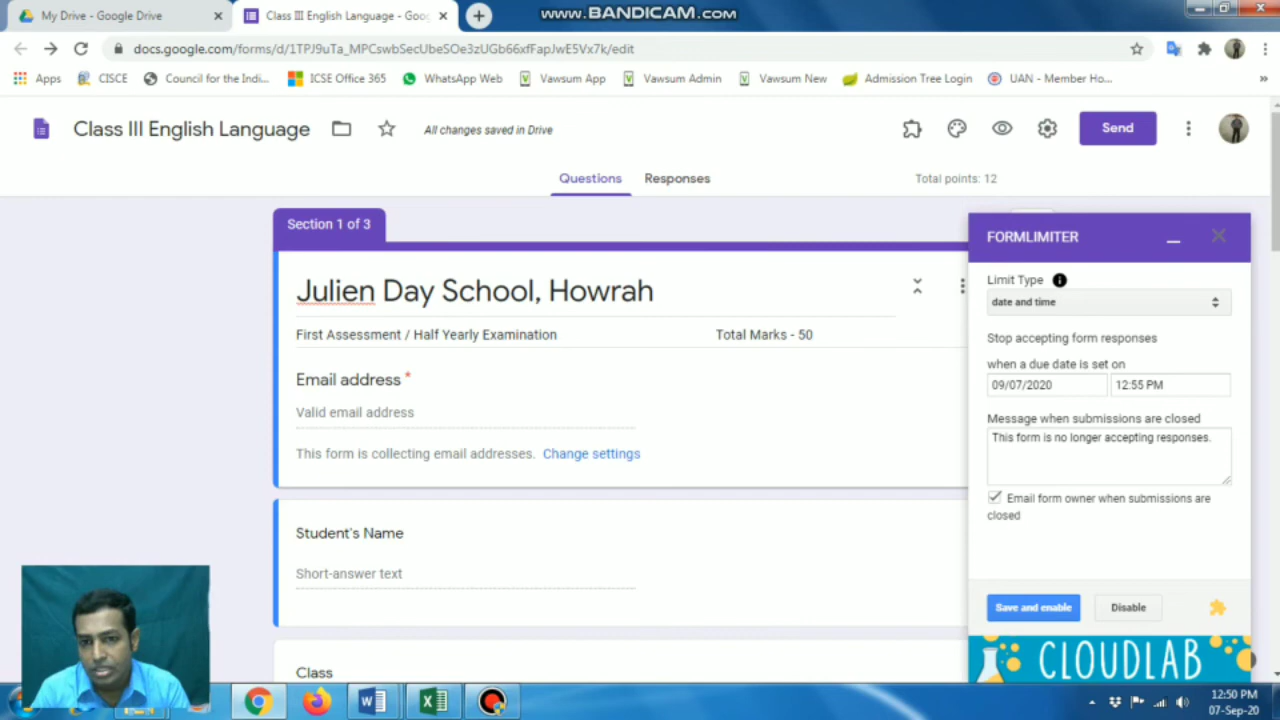 www.BANDICAM.com
My Drive - Google Drive
Class III English Language - Goo
docs.google.com/forms/d/1TPJ9uTa_MPCswbSecUbeSOe3zUGb66xfFapJwE5Vx7k/edit
Apps
CISCE
Council for the Indi...
ICSE Office 365
WhatsApp Web
Vawsum App
Vawsum Admin
Vawsum New
Admission Tree Login
UAN - Member Ho...
Class III English Language
All changes saved in Drive
Send
Questions
Responses
Total points: 12
Section 1 of 3
Julien Day School, Howrah
First Assessment / Half Yearly Examination
Total Marks - 50
Email address *
Valid email address
This form is collecting email addresses. Change settings
Student's Name
Short-answer text
Class
FORMLIMITER
Limit Type
date and time
Stop accepting form responses
when a due date is set on
09/07/2020
12:55 PM
Message when submissions are closed
This form is no longer accepting responses.
Email form owner when submissions are
closed
Save and enable
Disable
CLOUDLAB
12:50 PM
07-Sep-20